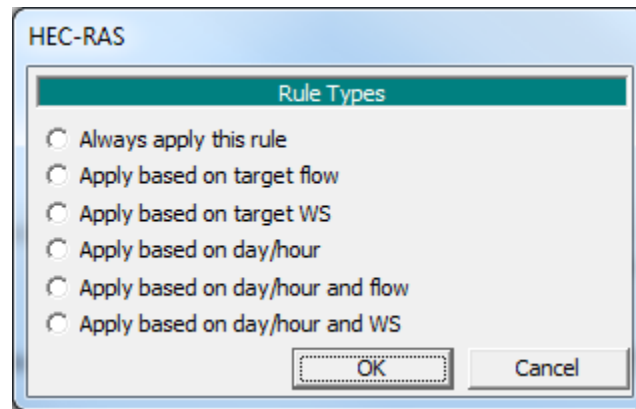 HEC-RAS
Rule Types
Always apply this rule
Apply based on target flow
Apply based on target WS
Apply based on day/hour
Apply based on day/hour and flow
Apply based on day/hour and WS
OK Cancel